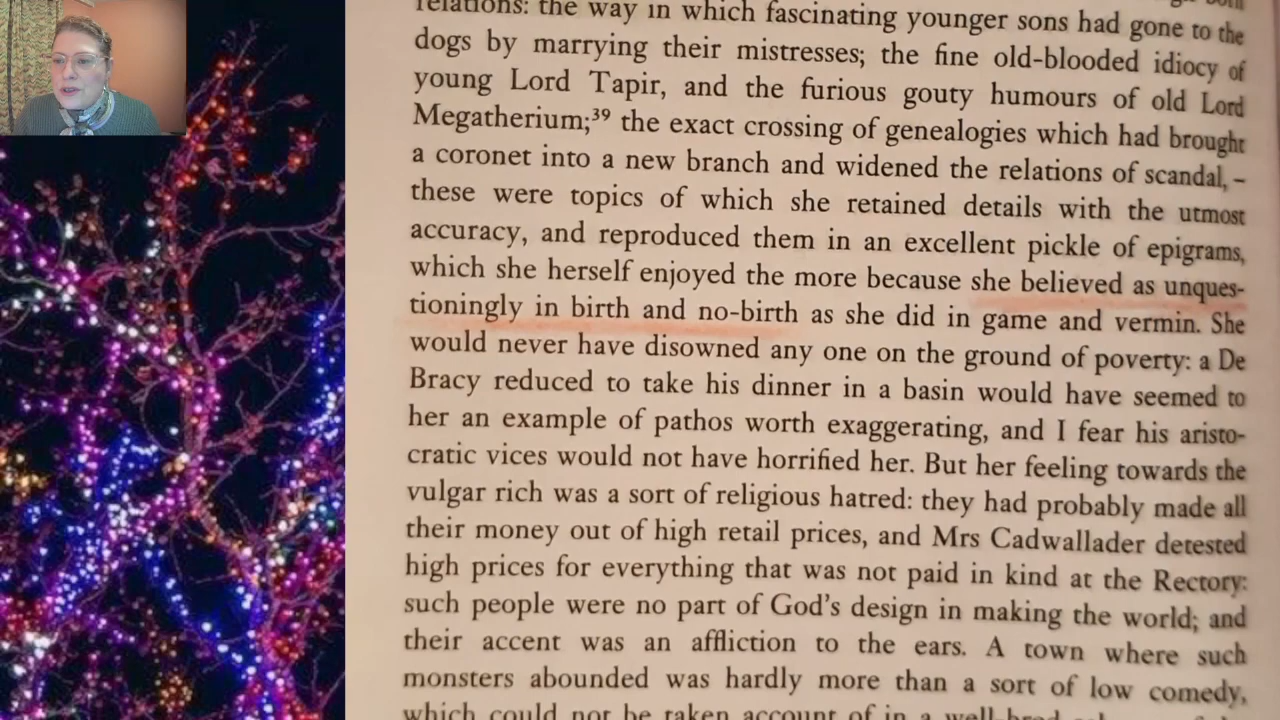 relations: the way in which fascinating younger sons had gone to the
dogs by marrying their mistresses; the fine old-blooded idiocy of
young Lord Tapir, and the furious gouty humours of old Lord
Megatherium;³⁹ the exact crossing of genealogies which had brought
a coronet into a new branch and widened the relations of scandal, –
these were topics of which she retained details with the utmost
accuracy, and reproduced them in an excellent pickle of epigrams,
which she herself enjoyed the more because she believed as unques-
tioningly in birth and no-birth as she did in game and vermin. She
would never have disowned any one on the ground of poverty: a De
Bracy reduced to take his dinner in a basin would have seemed to
her an example of pathos worth exaggerating, and I fear his aristo-
cratic vices would not have horrified her. But her feeling towards the
vulgar rich was a sort of religious hatred: they had probably made all
their money out of high retail prices, and Mrs Cadwallader detested
high prices for everything that was not paid in kind at the Rectory:
such people were no part of God's design in making the world; and
their accent was an affliction to the ears. A town where such
monsters abounded was hardly more than a sort of low comedy,
which could not be taken account of in a well-bred